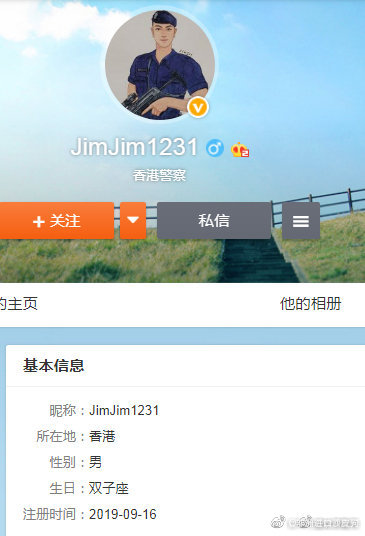 JimJim1231
2
香港警察
+ 关注
私信
的主页
他的相册
基本信息
昵称：JimJim1231
所在地：香港
性别：男
生日：双子座
注册时间：2019-09-16